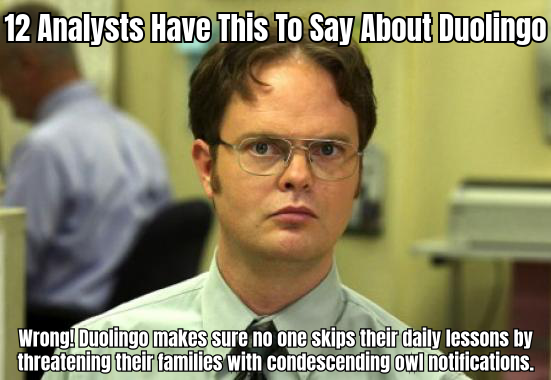 12 Analysts Have This To Say About Duolingo
Wrong! Duolingo makes sure no one skips their daily lessons by
threatening their families with condescending owl notifications.